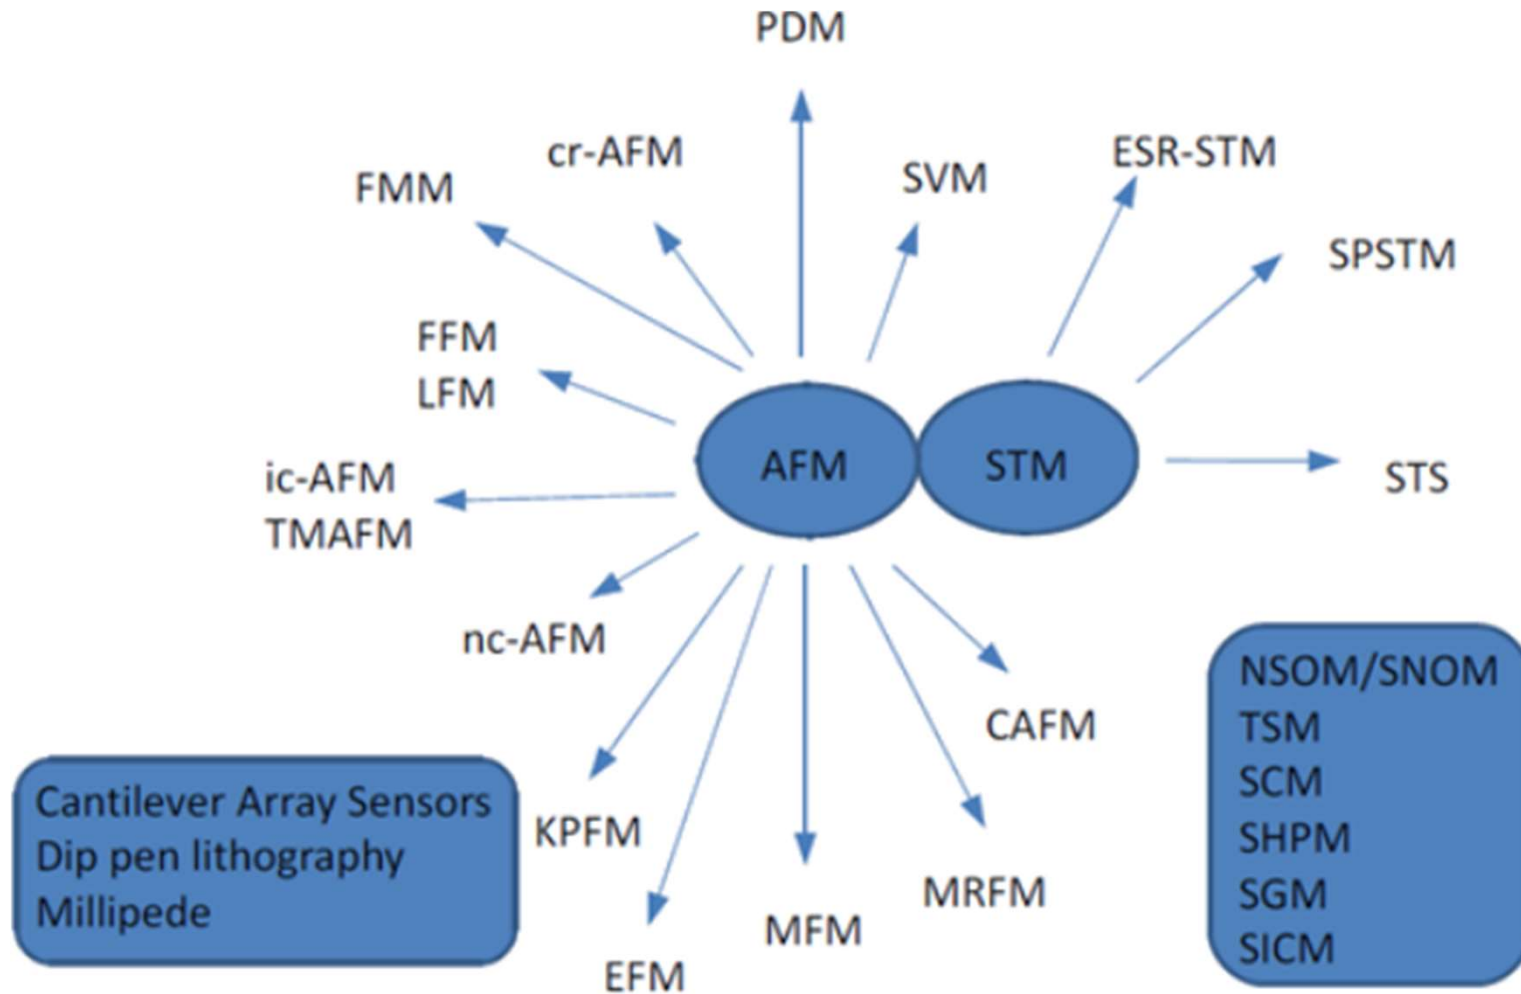 PDM
cr-AFM
FMM
SVM
ESR-STM
SPSTM
FFM
LFM
AFM
STM
STS
ic-AFM
TMAFM
nc-AFM
CAFM
KPFM
MRFM
MFM
EFM
Cantilever Array Sensors
Dip pen lithography
Millipede
NSOM/SNOM
TSM
SCM
SHPM
SGM
SICM